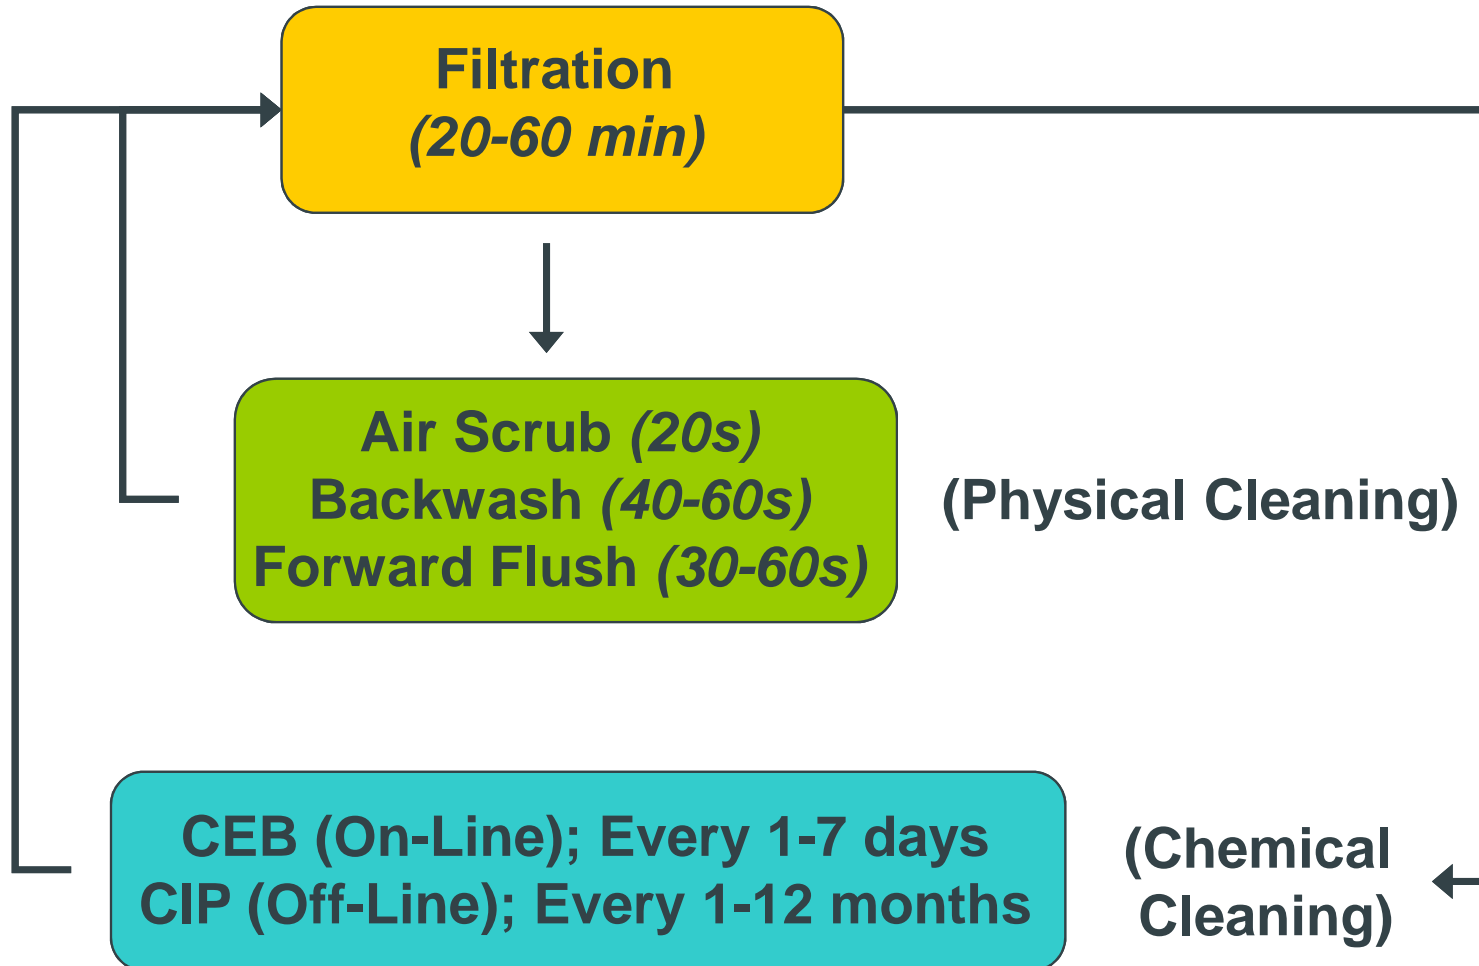 Filtration
(20-60 min)
Air Scrub (20s)
Backwash (40-60s)
Forward Flush (30-60s)
(Physical Cleaning)
CEB (On-Line); Every 1-7 days
CIP (Off-Line); Every 1-12 months
(Chemical
Cleaning)